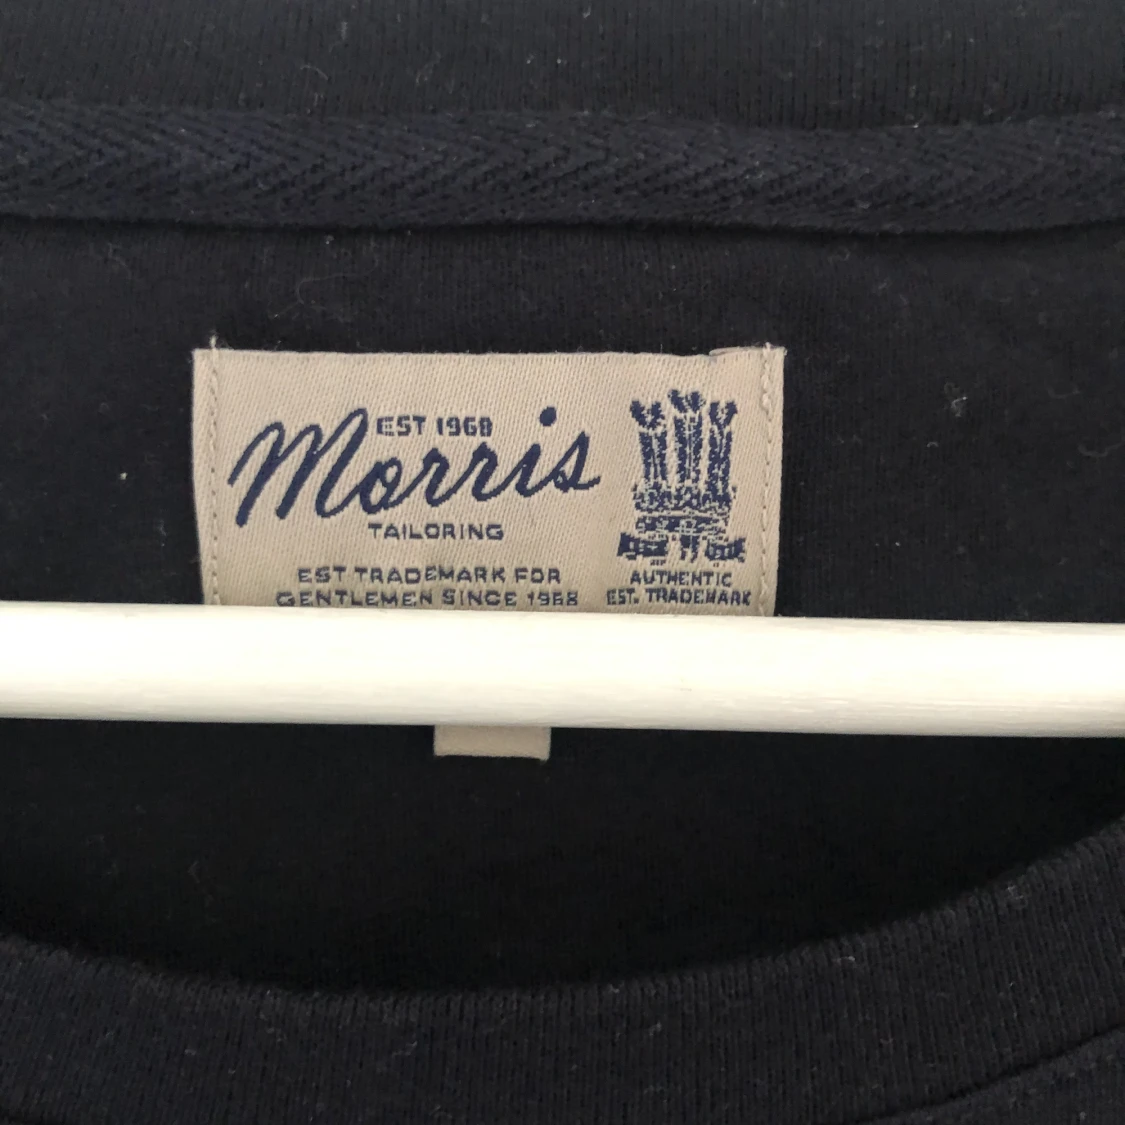 EST 1968
Morris
TAILORING
EST TRADEMARK FOR
GENTLEMEN SINCE 1968
AUTHENTIC
EST. TRADEMARK